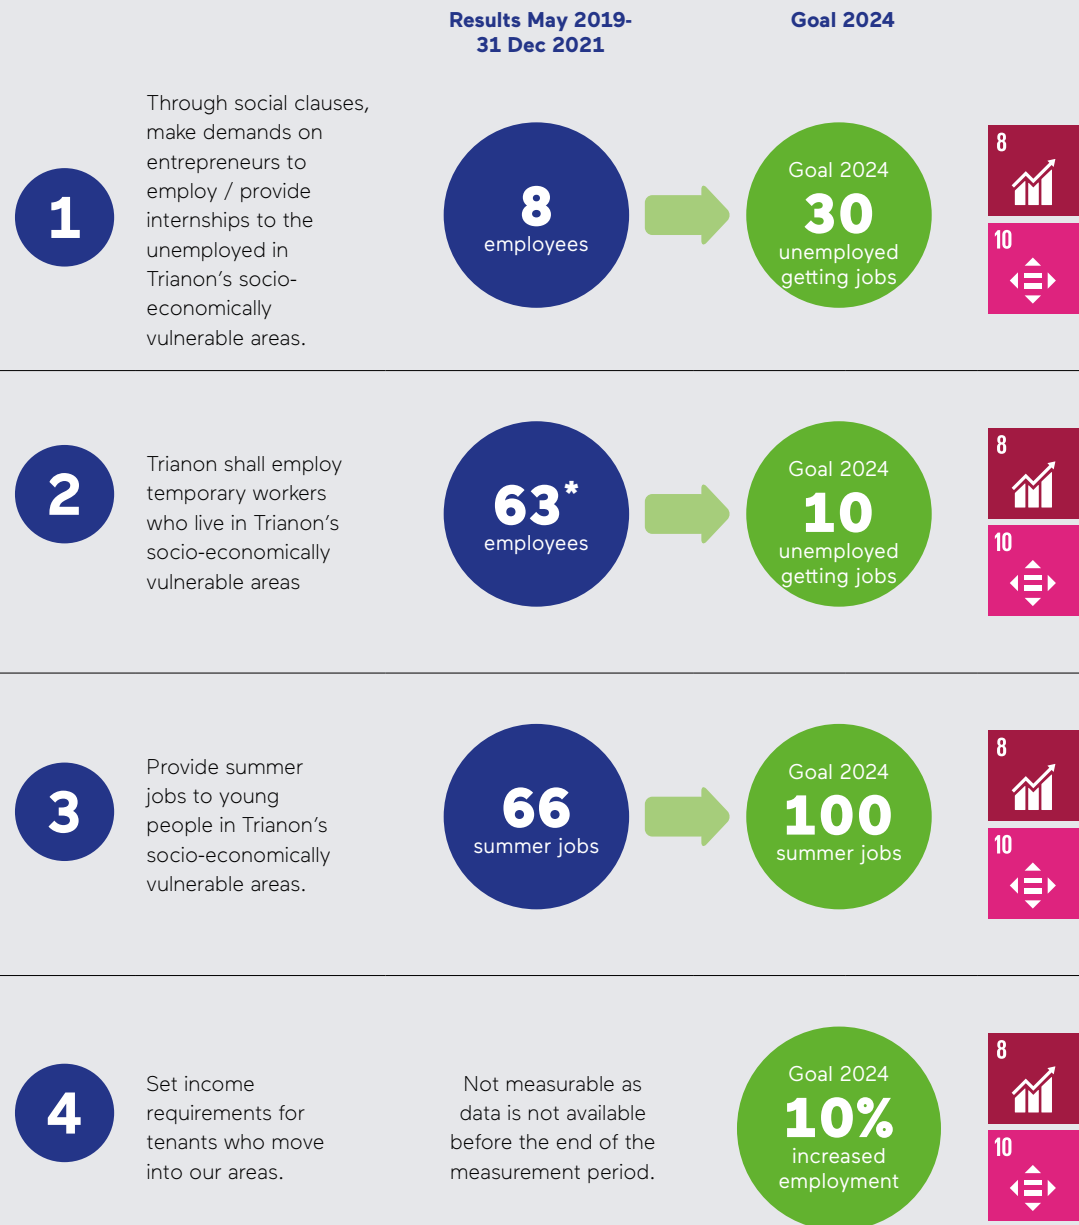 Results May 2019-
31 Dec 2021
Goal 2024
1
Through social clauses,
make demands on
entrepreneurs to
employ / provide
internships to the
unemployed in
Trianon's socio-
economically
vulnerable areas.
8
employees
Goal 2024
30
unemployed
getting jobs
8
10
2
Trianon shall employ
temporary workers
who live in Trianon's
socio-economically
vulnerable areas
63*
employees
Goal 2024
10
unemployed
getting jobs
8
10
3
Provide summer
jobs to young
people in Trianon's
socio-economically
vulnerable areas.
66
summer jobs
Goal 2024
100
summer jobs
8
10
4
Set income
requirements for
tenants who move
into our areas.
Not measurable as
data is not available
before the end of the
measurement period.
Goal 2024
10%
increased
employment
8
10